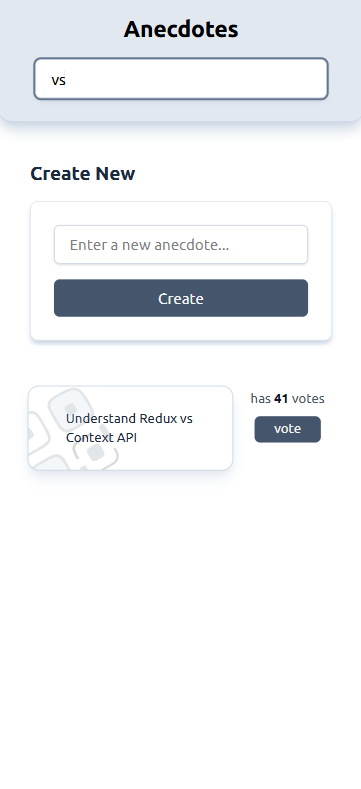 Anecdotes
vs
Create New
Enter a new anecdote...
Create
Understand Redux vs
Context API
has 41 votes
vote